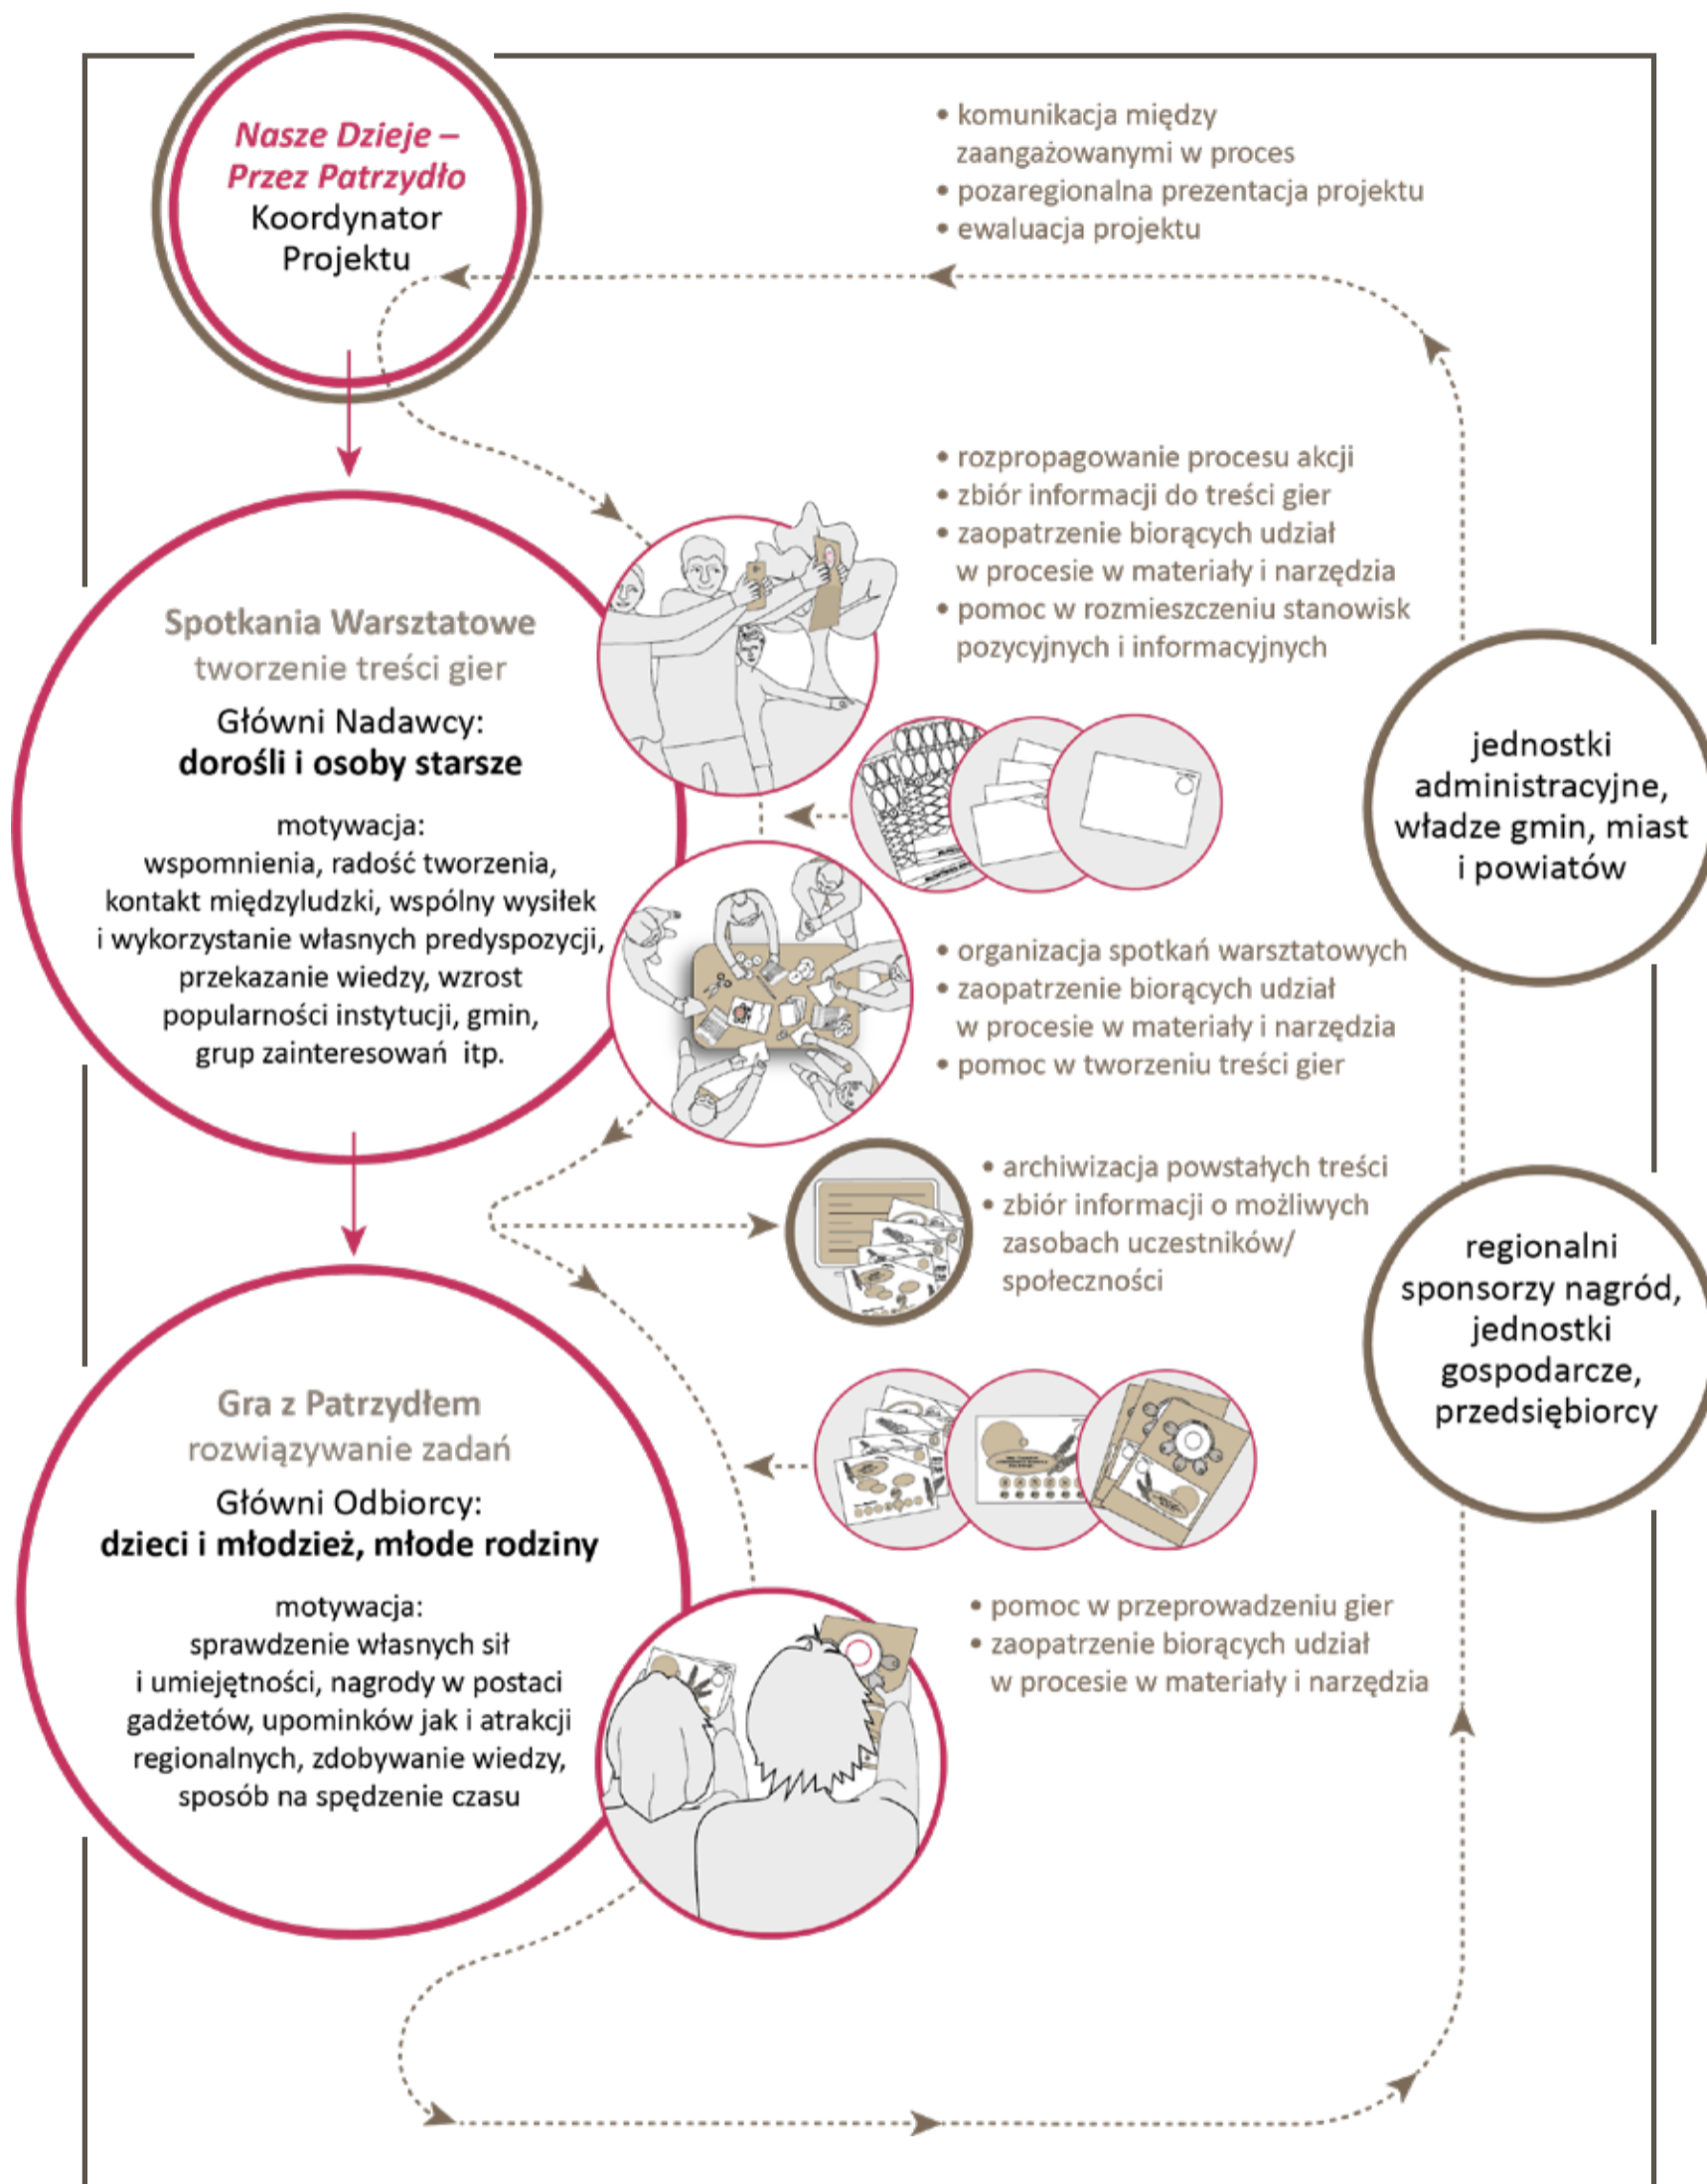 Nasze Dzieje –
Przez Patrzydło
Koordynator
Projektu
• komunikacja między
zaangażowanymi w proces
• pozaregionalna prezentacja projektu
• ewaluacja projektu
• rozpropagowanie procesu akcji
• zbiór informacji do treści gier
• zaopatrzenie biorących udział
w procesie w materiały i narzędzia
• pomoc w rozmieszczeniu stanowisk
pozycyjnych i informacyjnych
Spotkania Warsztatowe
tworzenie treści gier
Główni Nadawcy:
dorośli i osoby starsze
motywacja:
wspomnienia, radość tworzenia,
kontakt międzyludzki, wspólny wysiłek
i wykorzystanie własnych predyspozycji,
przekazanie wiedzy, wzrost
popularności instytucji, gmin,
grup zainteresowań itp.
jednostki
administracyjne,
władze gmin, miast
i powiatów
• organizacja spotkań warsztatowych
• zaopatrzenie biorących udział
w procesie w materiały i narzędzia
• pomoc w tworzeniu treści gier
• archiwizacja powstałych treści
• zbiór informacji o możliwych
zasobach uczestników/
społeczności
regionalni
sponsorzy nagród,
jednostki
gospodarcze,
przedsiębiorcy
Gra z Patrzydłem
rozwiązywanie zadań
Główni Odbiorcy:
dzieci i młodzież, młode rodziny
motywacja:
sprawdzenie własnych sił
i umiejętności, nagrody w postaci
gadżetów, upominków jak i atrakcji
regionalnych, zdobywanie wiedzy,
sposób na spędzenie czasu
• pomoc w przeprowadzeniu gier
• zaopatrzenie biorących udział
w procesie w materiały i narzędzia